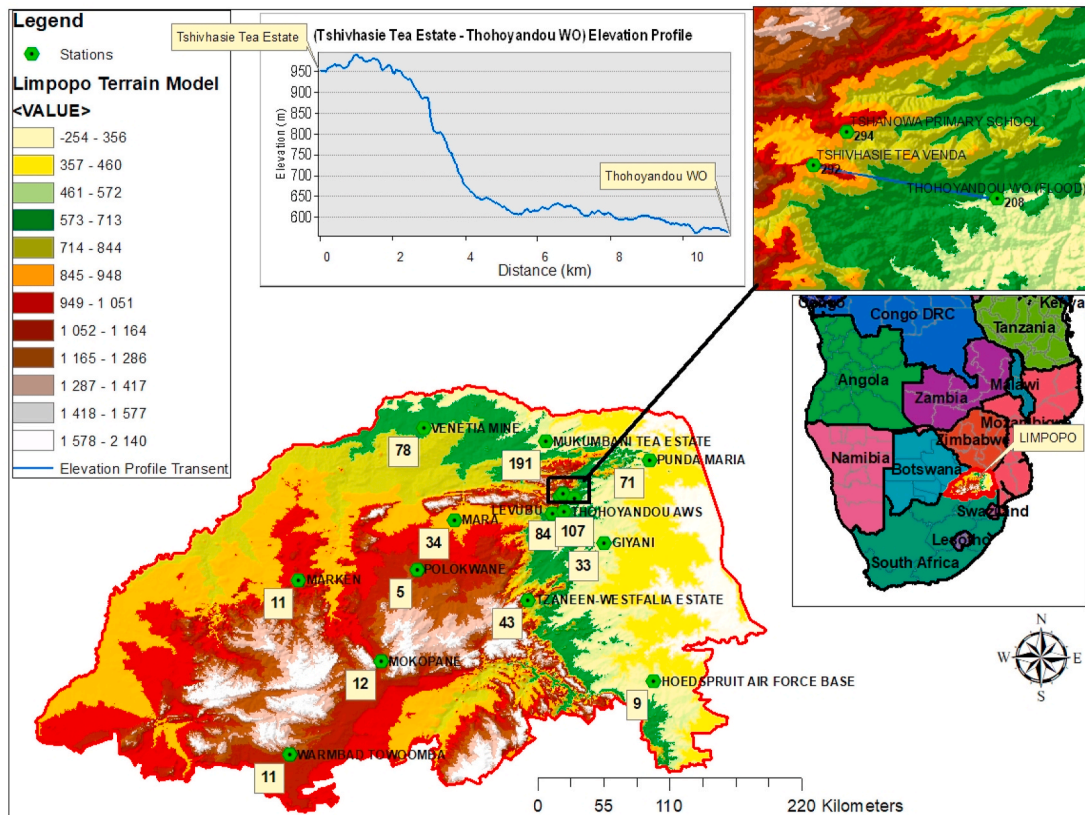 Legend
Stations
Limpopo Terrain Model
<VALUE>
-254 - 356
357 - 460
461 - 572
573 - 713
714 - 844
845 - 948
949 - 1 051
1 052 - 1 164
1 165 - 1 286
1 287 - 1 417
1 418 - 1 577
1 578 - 2 140
Elevation Profile Transent
Tshivhasie Tea Estate
(Tshivhasie Tea Estate - Thohoyandou WO) Elevation Profile
Elevation (m)
950
900
850
800
750
700
650
600
Thohoyandou WO
0
2
4
6
8
10
Distance (km)
TSHANOWA PRIMARY SCHOOL
294
TSHIVHASIE TEA VENDA
292
THOHOYANDOU WO (FLOOD)
208
Congo
Congo DRC
Kenya
Tanzania
Angola
Malawi
Zambia
Mozambique
Zimbabwe
LIMPOPO
Namibia
Botswana
Swaziland
Lesotho
South Africa
VENETIA MINE
78
MUKUMBANI TEA ESTATE
191
PUNDA MARIA
71
LEVUBU
THOHOYANDOU AWS
MARA
84
107
34
GIYANI
33
POLOKWANE
5
MARKEN
11
TZANEEN-WESTFALIA ESTATE
43
MOKOPANE
12
HOEDSPRUIT AIR FORCE BASE
9
WARMBAD TOWOOMBA
11
N
W
E
S
0
55
110
220 Kilometers